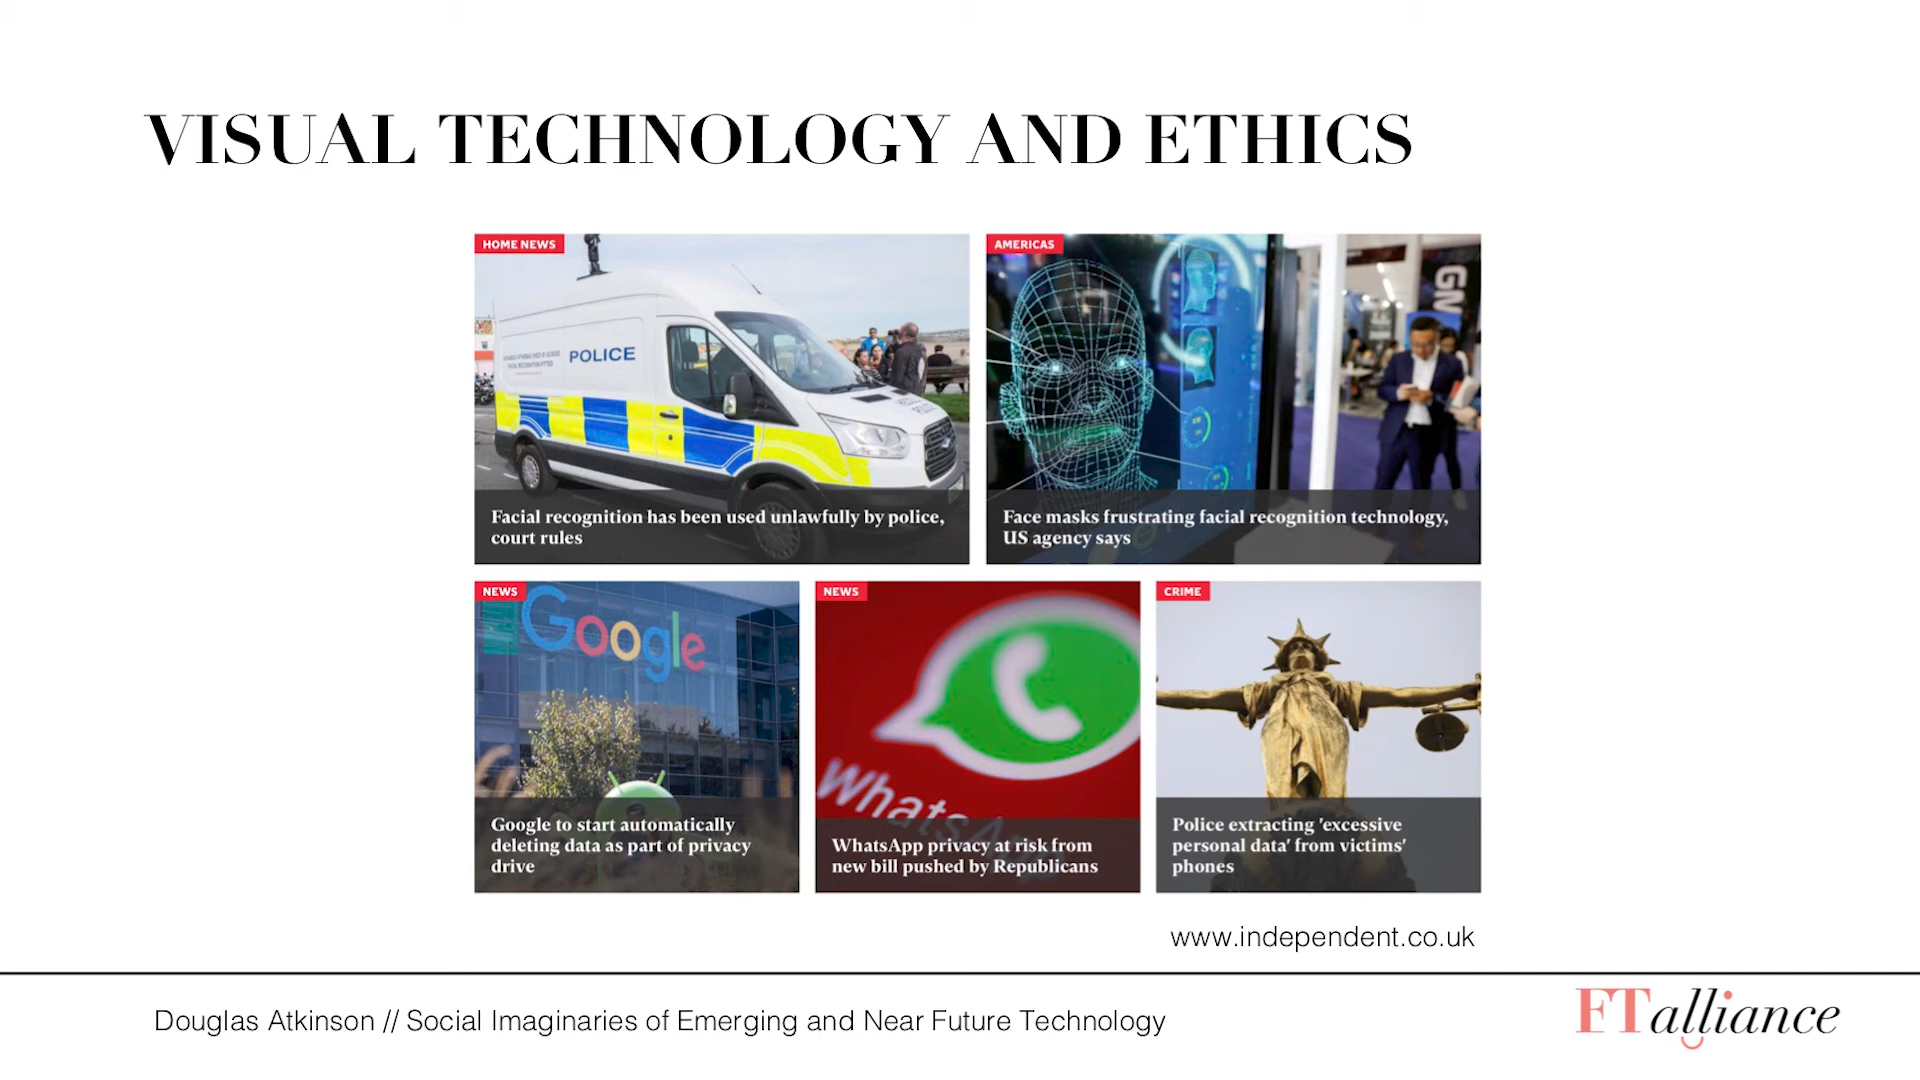 VISUAL TECHNOLOGY AND ETHICS
HOME NEWS
POLICE
Facial recognition has been used unlawfully by police,
court rules
AMERICAS
GM
Face masks frustrating facial recognition technology,
US agency says
NEWS
Google
Google to start automatically
deleting data as part of privacy
drive
NEWS
WhatsApp
WhatsApp privacy at risk from
new bill pushed by Republicans
CRIME
Police extracting 'excessive
personal data' from victims'
phones
www.independent.co.uk
Douglas Atkinson // Social Imaginaries of Emerging and Near Future Technology
FTalliance